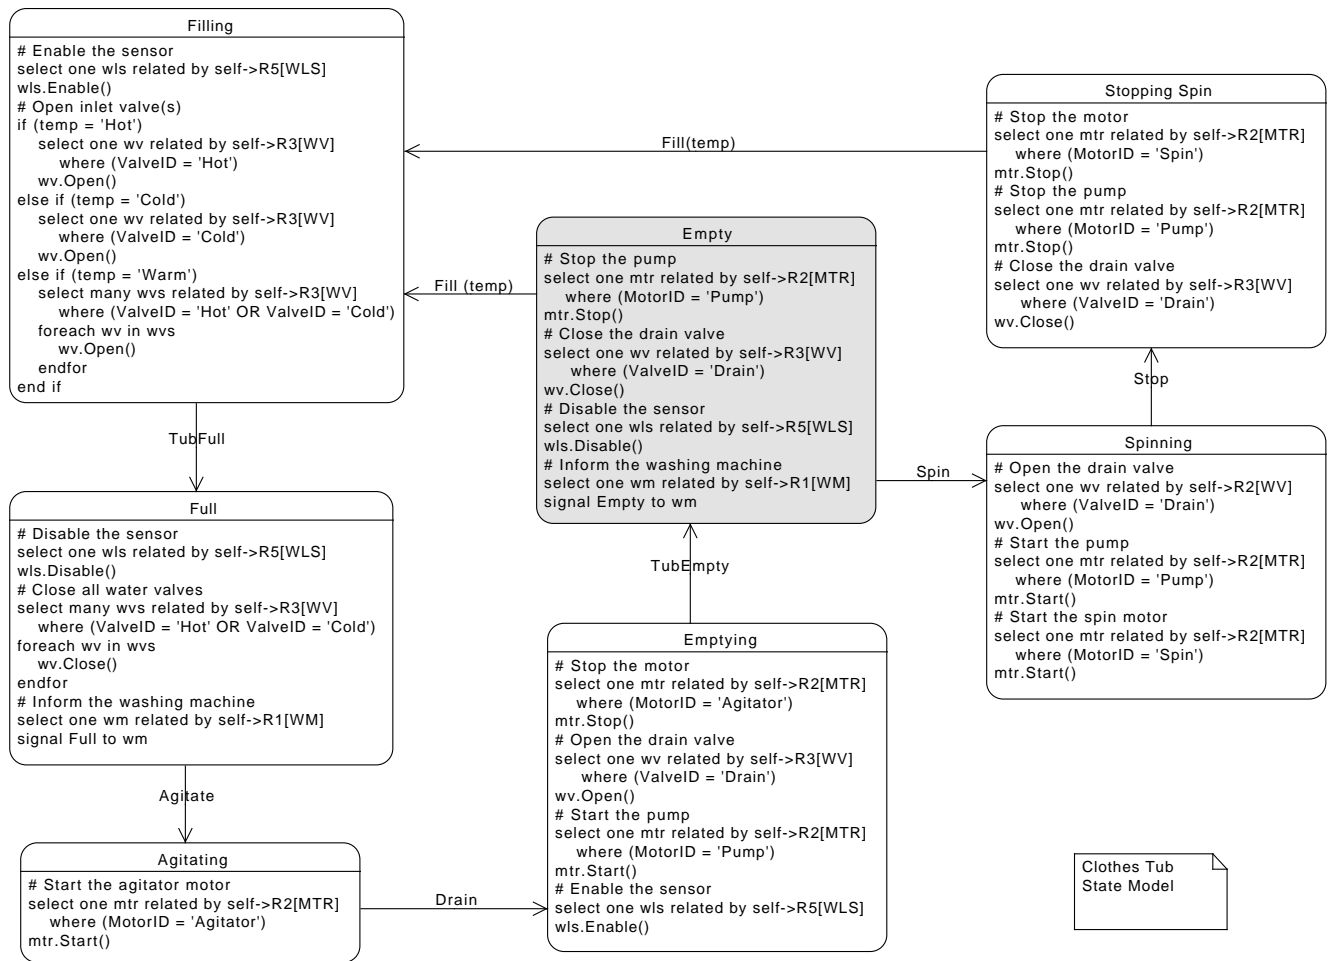 Filling
# Enable the sensor
select one wls related by self->R5[WLS]
wls.Enable()
# Open inlet valve(s)
if (temp = 'Hot')
select one wv related by self->R3[WV]
where (ValveID = 'Hot')
wv.Open()
else if (temp = 'Cold')
select one wv related by self->R3[WV]
where (ValveID = 'Cold')
wv.Open()
else if (temp = 'Warm')
select many wvs related by self->R3[WV]
where (ValveID = 'Hot' OR ValveID = 'Cold')
foreach wv in wvs
wv.Open()
endfor
end if
Fill(temp)
Fill (temp)
Stopping Spin
# Stop the motor
select one mtr related by self->R2[MTR]
where (MotorID = 'Spin')
mtr.Stop()
# Stop the pump
select one mtr related by self->R2[MTR]
where (MotorID = 'Pump')
mtr.Stop()
# Close the drain valve
select one wv related by self->R3[WV]
where (ValveID = 'Drain')
wv.Close()
Empty
# Stop the pump
select one mtr related by self->R2[MTR]
where (MotorID = 'Pump')
mtr.Stop()
# Close the drain valve
select one wv related by self->R3[WV]
where (ValveID = 'Drain')
wv.Close()
# Disable the sensor
select one wls related by self->R5[WLS]
wls.Disable()
# Inform the washing machine
select one wm related by self->R1[WM]
signal Empty to wm
Stop
TubFull
Spin
Spinning
# Open the drain valve
select one wv related by self->R2[WV]
where (ValveID = 'Drain')
wv.Open()
# Start the pump
select one mtr related by self->R2[MTR]
where (MotorID = 'Pump')
mtr.Start()
# Start the spin motor
select one mtr related by self->R2[MTR]
where (MotorID = 'Spin')
mtr.Start()
Full
# Disable the sensor
select one wls related by self->R5[WLS]
wls.Disable()
# Close all water valves
select many wvs related by self->R3[WV]
where (ValveID = 'Hot' OR ValveID = 'Cold')
foreach wv in wvs
wv.Close()
endfor
# Inform the washing machine
select one wm related by self->R1[WM]
signal Full to wm
TubEmpty
Emptying
# Stop the motor
select one mtr related by self->R2[MTR]
where (MotorID = 'Agitator')
mtr.Stop()
# Open the drain valve
select one wv related by self->R3[WV]
where (ValveID = 'Drain')
wv.Open()
# Start the pump
select one mtr related by self->R2[MTR]
where (MotorID = 'Pump')
mtr.Start()
# Enable the sensor
select one wls related by self->R5[WLS]
wls.Enable()
Agitate
Agitating
# Start the agitator motor
select one mtr related by self->R2[MTR]
where (MotorID = 'Agitator')
mtr.Start()
Drain
Clothes Tub
State Model